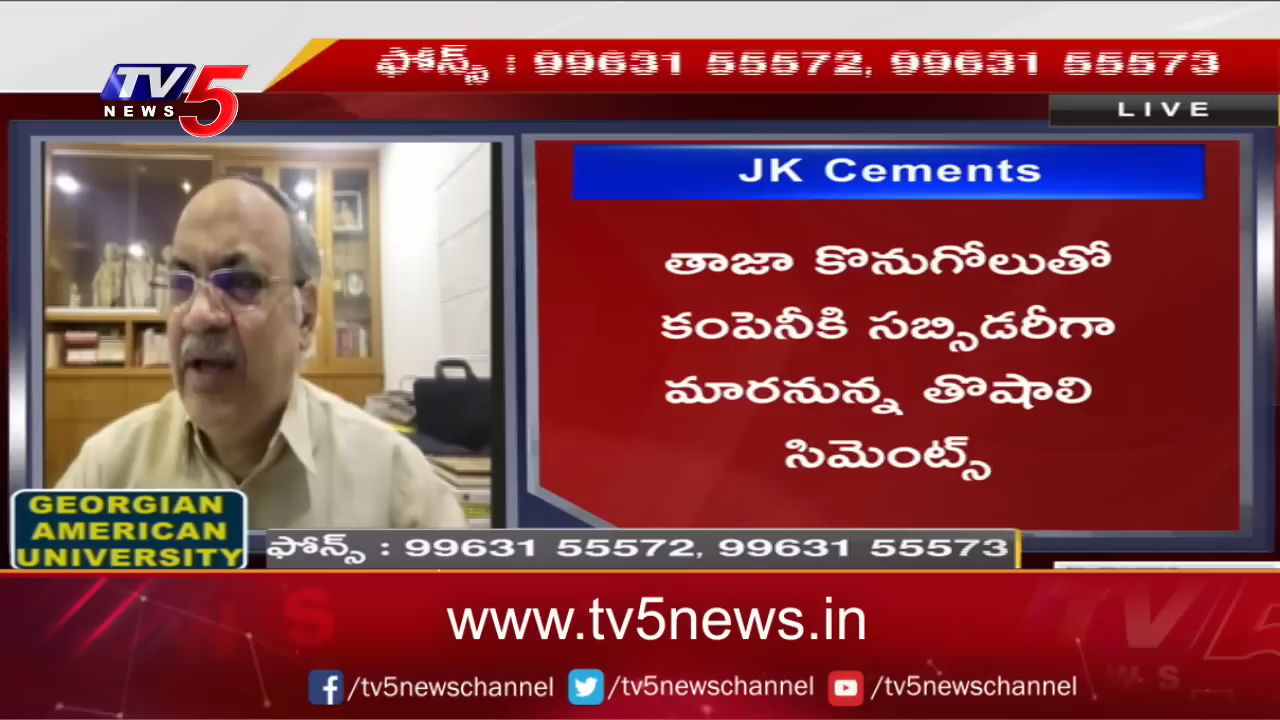 ఫోన్స్ : 99631 55572, 99631 55573
TV5
NEWS
LIVE
JK Cements
తాజా కొనుగోలుతో
కంపెనీకి సబ్సిడరీగా
మారనున్న తొషాలి
సిమెంట్స్
GEORGIAN
AMERICAN
UNIVERSITY
ఫోన్స్ : 99631 55572, 99631 55573
www.tv5news.in
/tv5newschannel /tv5newschannel /tv5newschannel